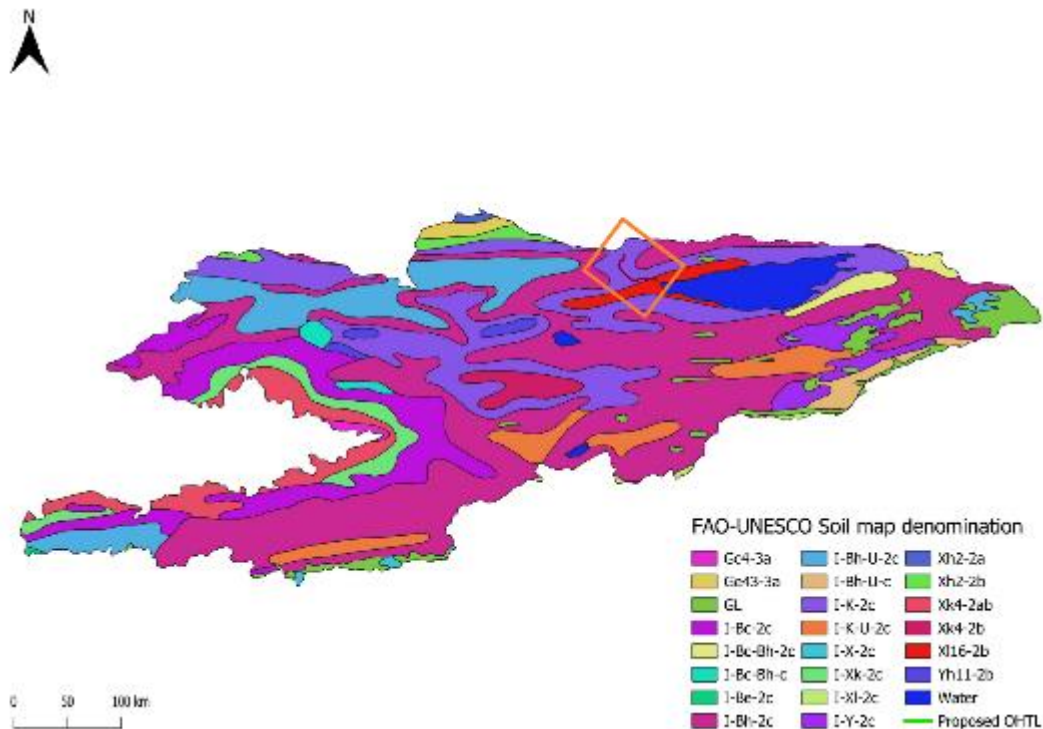 N
FAO-UNESCO Soil map denomination
Gc4-3a
Ge43-3a
GL
I-Bc-2c
I-Bc-Bh-2c
I-Bc-Bh-c
I-Be-2c
I-Bh-2c
I-Bh-U-2c
I-Bh-U-c
I-K-2c
I-K-U-2c
I-X-2c
I-Xk-2c
I-Xl-2c
I-Y-2c
Xh2-2a
Xh2-2b
Xk4-2ab
Xk4-2b
Xl16-2b
Yh11-2b
Water
Proposed OHTL
0 50 100 km